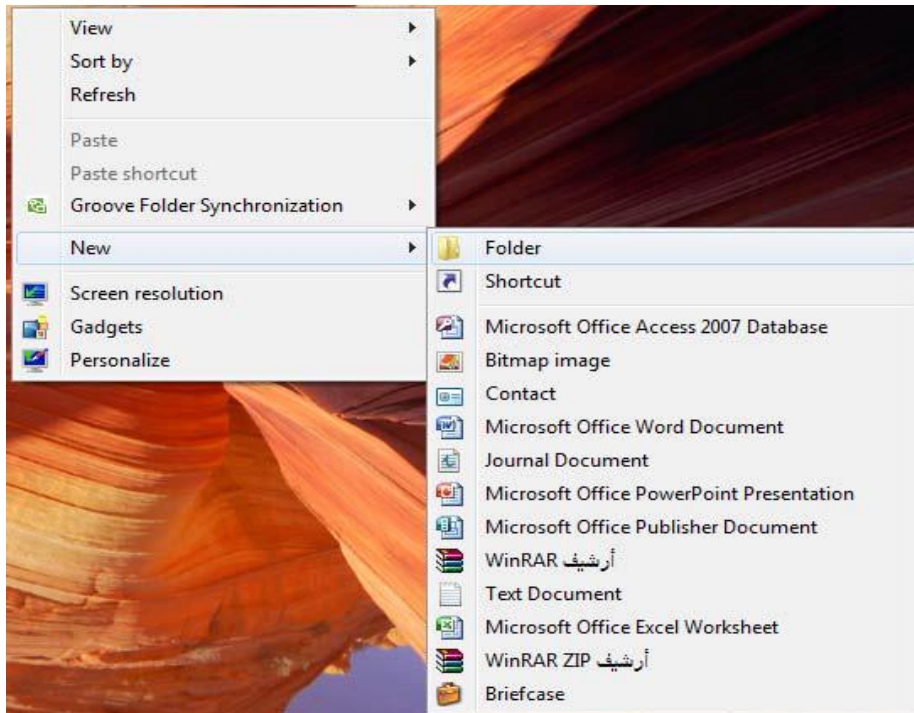 View
Sort by
Refresh
Paste
Paste shortcut
Groove Folder Synchronization
New
Screen resolution
Gadgets
Personalize
Folder
Shortcut
Microsoft Office Access 2007 Database
Bitmap image
Contact
Microsoft Office Word Document
Journal Document
Microsoft Office PowerPoint Presentation
Microsoft Office Publisher Document
أرشيف WinRAR
Text Document
Microsoft Office Excel Worksheet
أرشيف WinRAR ZIP
Briefcase